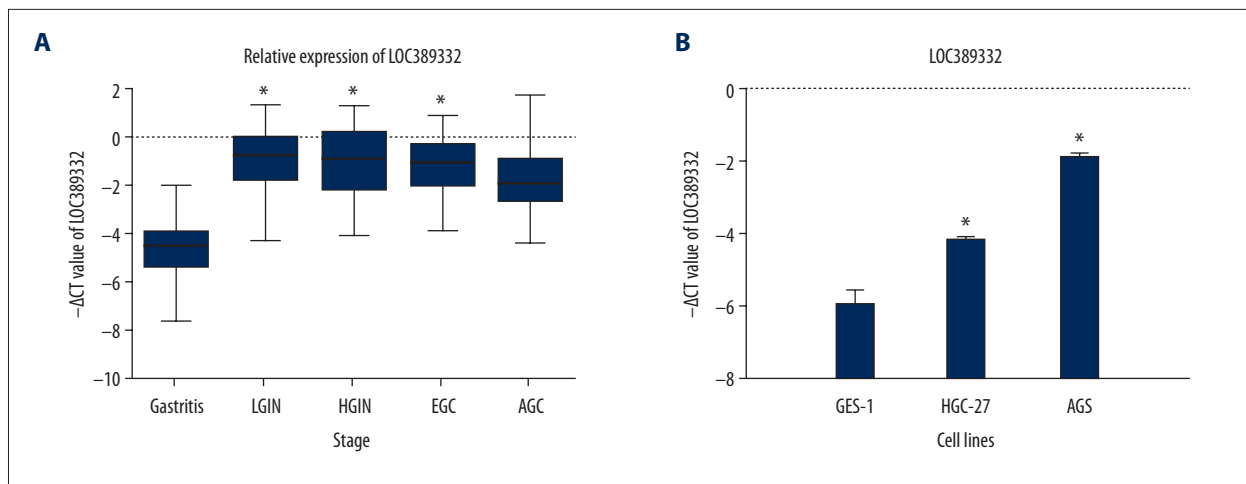 A
Relative expression of LOC389332
−ΔCT value of LOC389332
2
0
−2
−4
−6
−8
−10
*
*
*
Gastritis
LGIN
HGIN
EGC
AGC
Stage
B
LOC389332
−ΔCT value of LOC389332
0
−2
−4
−6
−8
*
*
GES-1
HGC-27
AGS
Cell lines